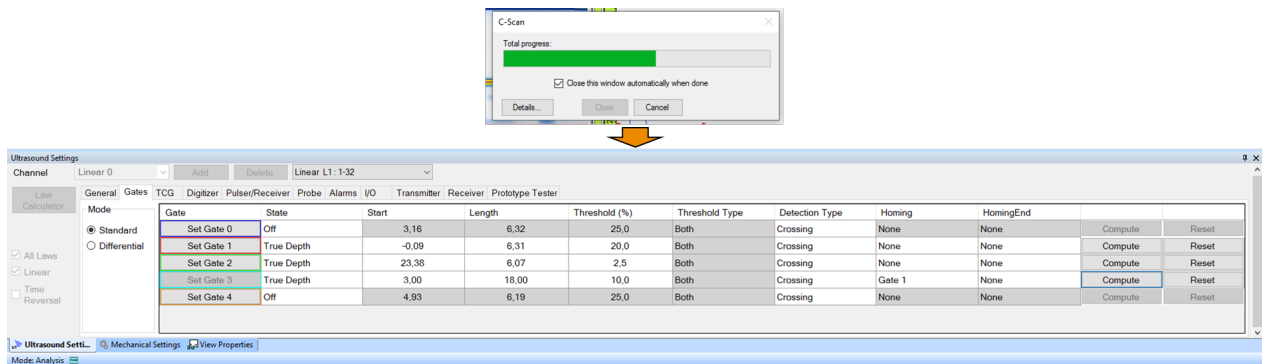 C-Scan
Total progress:
Close this window automatically when done
Details... Close Cancel
Ultrasound Settings
Channel Linear 0 Add Delete Linear L1 : 1-32
Law Calculator General Gates TCG Digitizer Pulser/Receiver Probe Alarms I/O Transmitter Receiver Prototype Tester
Mode Gate State Start Length Threshold (%) Threshold Type Detection Type Homing HomingEnd
Standard Set Gate 0 Off 3,16 6,32 25,0 Both Crossing None None Compute Reset
Differential Set Gate 1 True Depth -0,09 6,31 20,0 Both Crossing None None Compute Reset
All Laws Set Gate 2 True Depth 23,38 6,07 2,5 Both Crossing None None Compute Reset
Linear Set Gate 3 True Depth 3,00 18,00 10,0 Both Crossing Gate 1 None Compute Reset
Time Reversal Set Gate 4 Off 4,93 6,19 25,0 Both Crossing None None Compute Reset
Ultrasound Setti... Mechanical Settings View Properties
Mode: Analysis